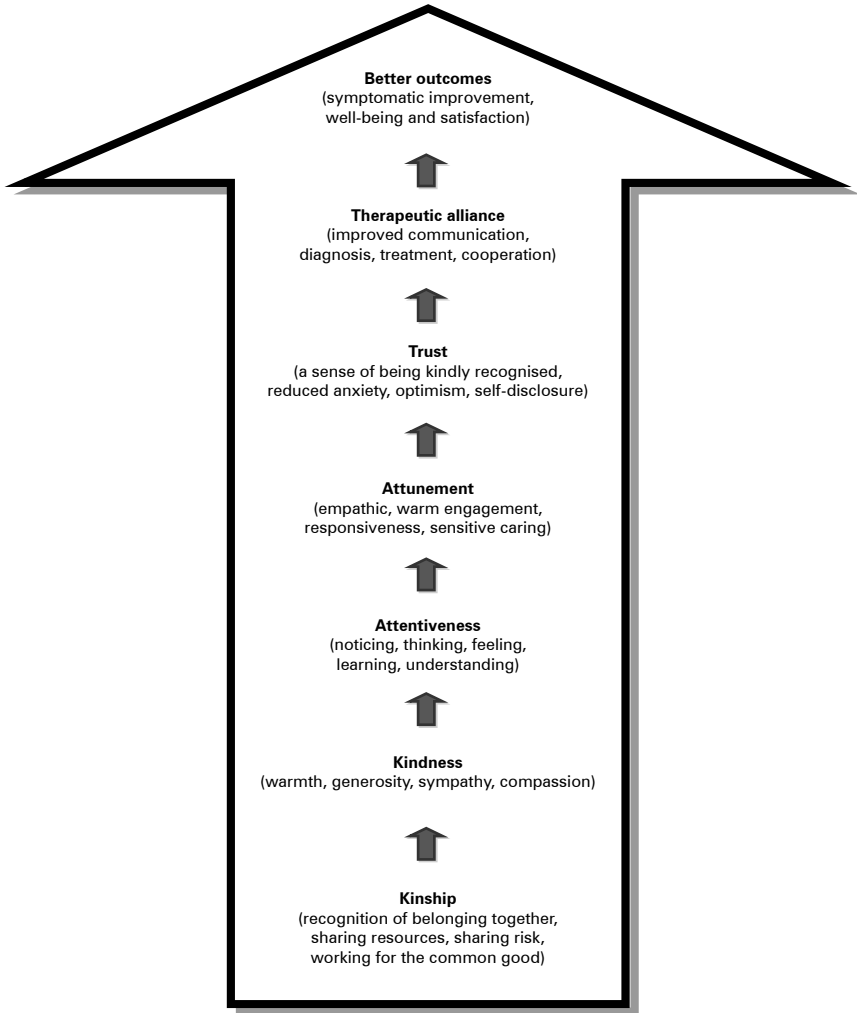 Better outcomes
(symptomatic improvement,
well-being and satisfaction)
Therapeutic alliance
(improved communication,
diagnosis, treatment, cooperation)
Trust
(a sense of being kindly recognised,
reduced anxiety, optimism, self-disclosure)
Attunement
(empathic, warm engagement,
responsiveness, sensitive caring)
Attentiveness
(noticing, thinking, feeling,
learning, understanding)
Kindness
(warmth, generosity, sympathy, compassion)
Kinship
(recognition of belonging together,
sharing resources, sharing risk,
working for the common good)